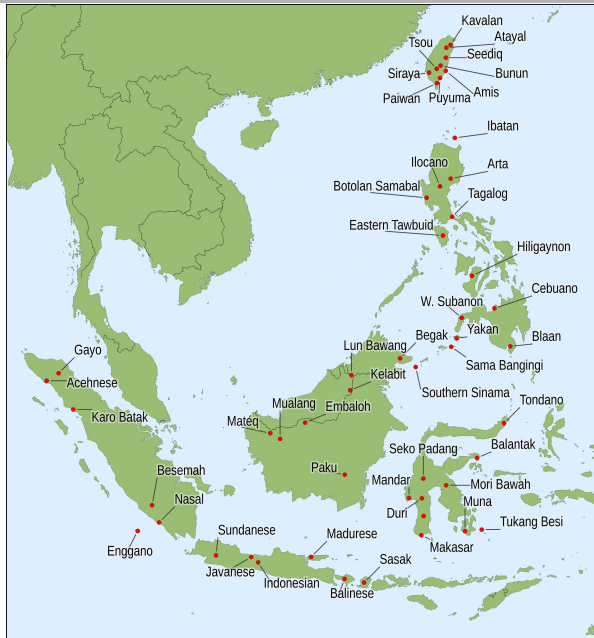 Kavalan
Atayal
Tsou
Seediq
Siraya
Bunun
Amis
Paiwan
Puyuma
Ibatan
Ilocano
Arta
Botolan Samabal
Tagalog
Eastern Tawbuid
Hiligaynon
Cebuano
W. Subanon
Yakan
Begak
Blaan
Lun Bawang
Sama Bangingi
Gayo
Kelabit
Acehnese
Southern Sinama
Mualang
Embaloh
Tondano
Karo Batak
Mateq
Balantak
Seko Padang
Paku
Besemah
Mandar
Mori Bawah
Nasal
Muna
Duri
Tukang Besi
Enggano
Sundanese
Madurese
Makasar
Javanese
Sasak
Indonesian
Balinese